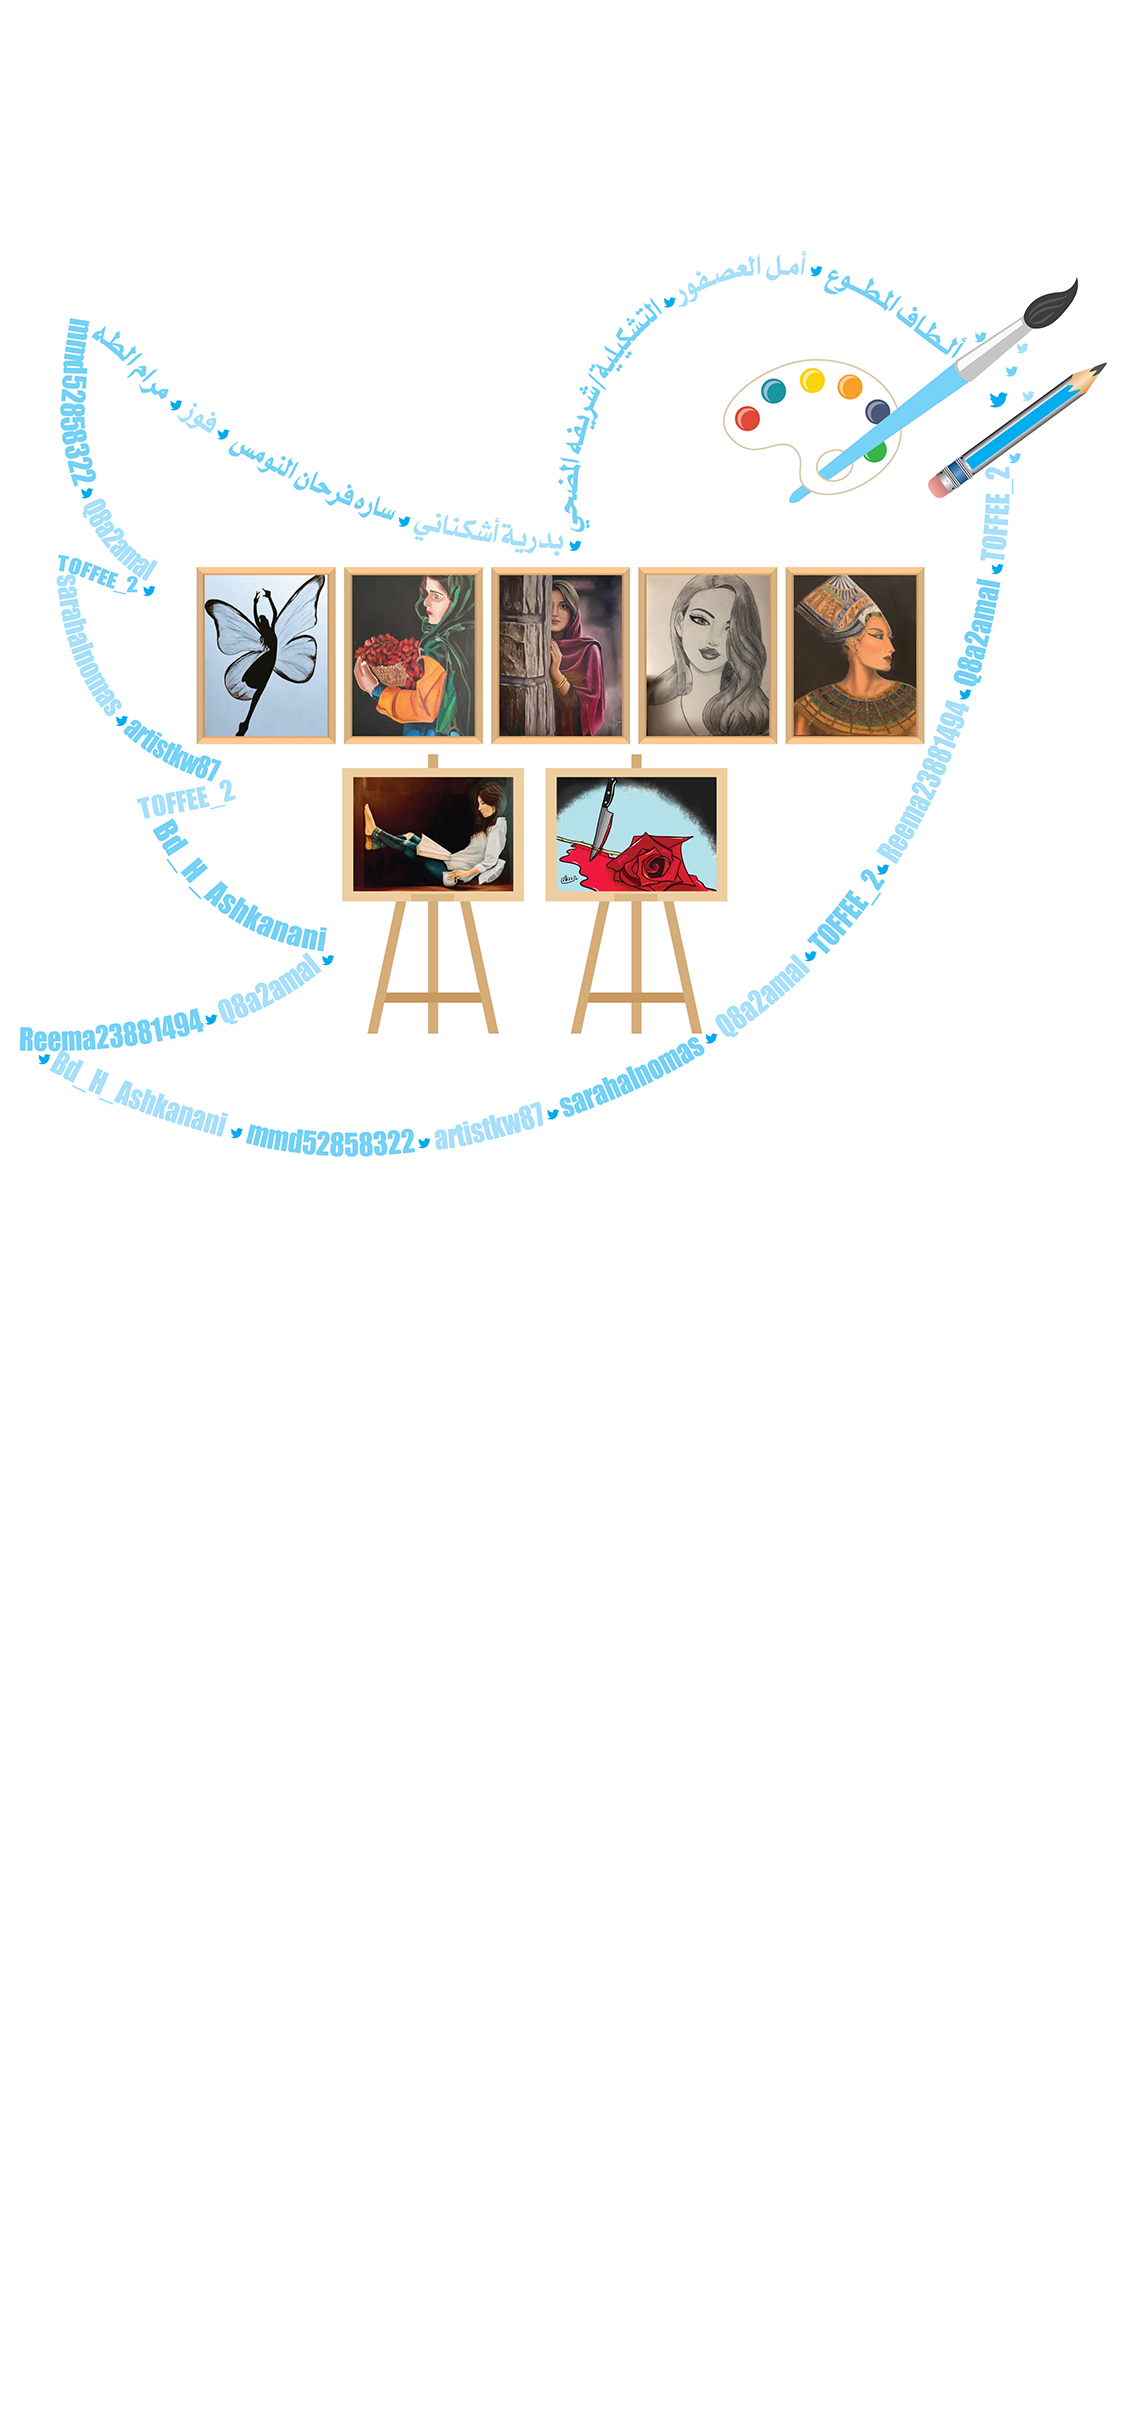 ألطاف المطوع
أمل العصفور
التشكيلية/ شريفه المضحي
بدرية أشكناني
ساره فرحان النومس
فوز
مرام الطه
mmd52858322
Q8a2amal
TOFFEE_2
sarahalnomas
artistkw87
TOFFEE_2
Bd_H_Ashkanani
Q8a2amal
Reema23881494
Bd_H_Ashkanani
mmd52858322
artistkw87
sarahalnomas
Q8a2amal
TOFFEE_2
Reema23881494
Q8a2amal
TOFFEE_2